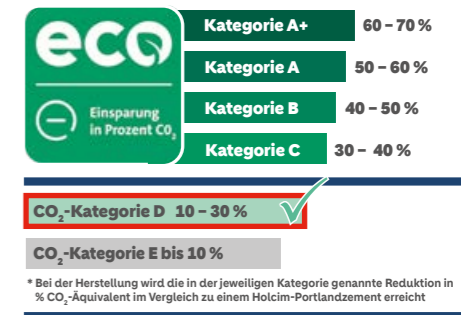 eco
Einsparung
in Prozent CO₂
Kategorie A+ 60 – 70 %
Kategorie A 50 – 60 %
Kategorie B 40 – 50 %
Kategorie C 30 – 40 %
CO₂-Kategorie D 10 – 30 %
CO₂-Kategorie E bis 10 %
* Bei der Herstellung wird die in der jeweiligen Kategorie genannte Reduktion in
% CO₂-Äquivalent im Vergleich zu einem Holcim-Portlandzement erreicht